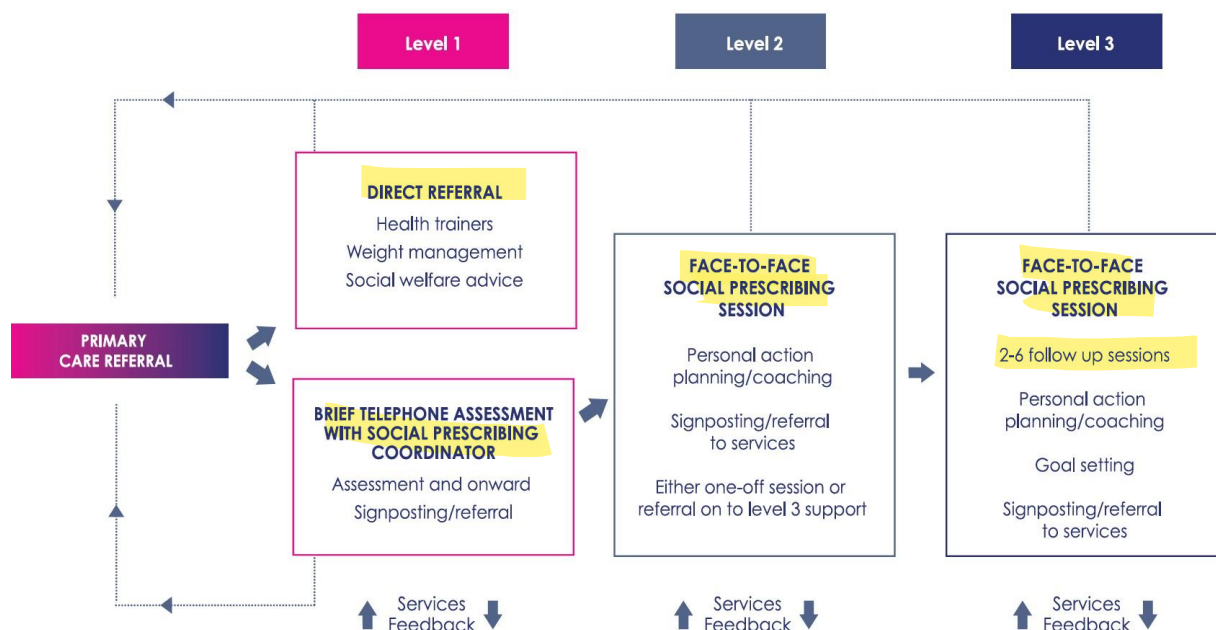 Level 1
Level 2
Level 3
PRIMARY
CARE REFERRAL
DIRECT REFERRAL
Health trainers
Weight management
Social welfare advice
BRIEF TELEPHONE ASSESSMENT
WITH SOCIAL PRESCRIBING
COORDINATOR
Assessment and onward
Signposting/referral
FACE-TO-FACE
SOCIAL PRESCRIBING
SESSION
Personal action
planning/coaching
Signposting/referral
to services
Either one-off session or
referral on to level 3 support
FACE-TO-FACE
SOCIAL PRESCRIBING
SESSION
2-6 follow up sessions
Personal action
planning/coaching
Goal setting
Signposting/referral
to services
Services
Feedback
Services
Feedback
Services
Feedback